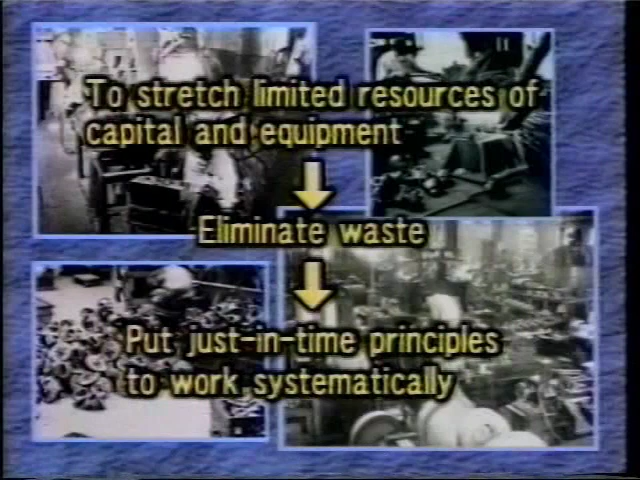 To stretch limited resources of
capital and equipment
Eliminate waste
Put just-in-time principles
to work systematically